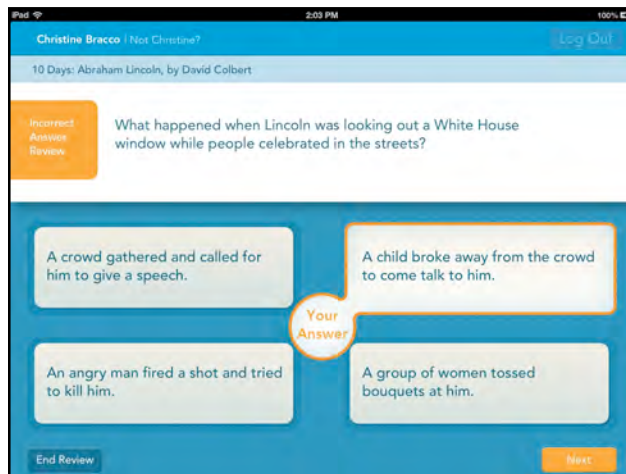 iPad
2:03 PM
100%
Christine Bracco | Not Christine?
Log Out
10 Days: Abraham Lincoln, by David Colbert
Incorrect
Answer
Review
What happened when Lincoln was looking out a White House
window while people celebrated in the streets?
A crowd gathered and called for
him to give a speech.
A child broke away from the crowd
to come talk to him.
Your
Answer
An angry man fired a shot and tried
to kill him.
A group of women tossed
bouquets at him.
End Review
Next